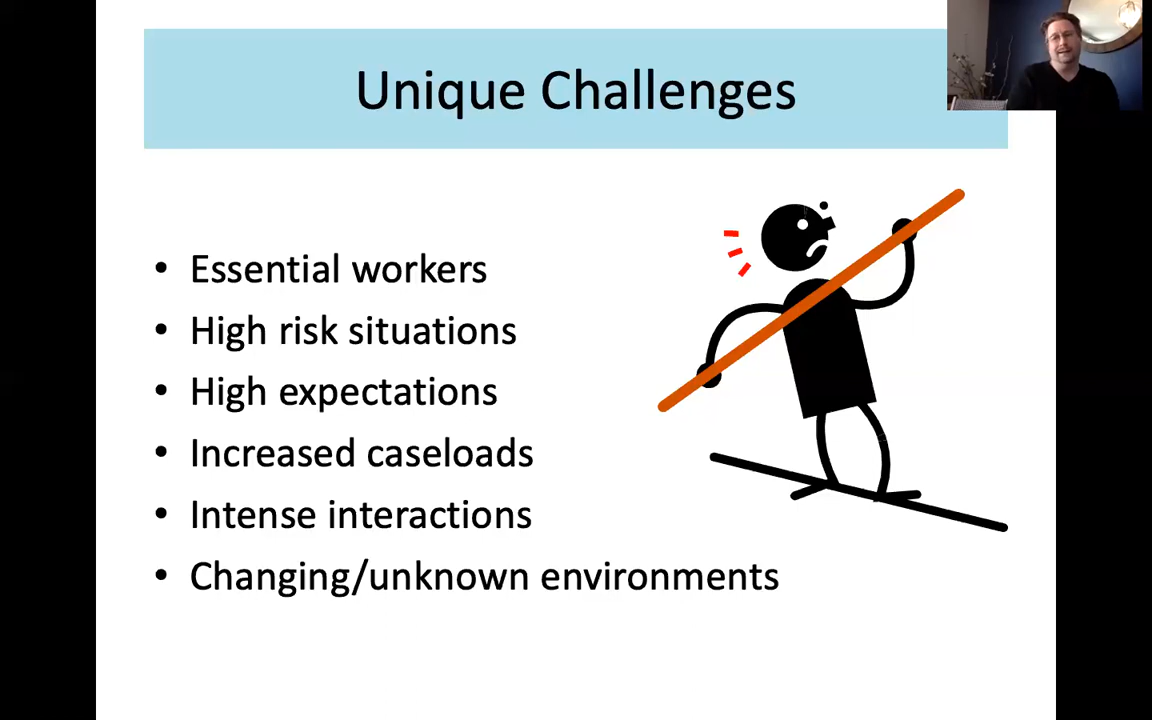 Unique Challenges
• Essential workers
• High risk situations
• High expectations
• Increased caseloads
• Intense interactions
• Changing/unknown environments